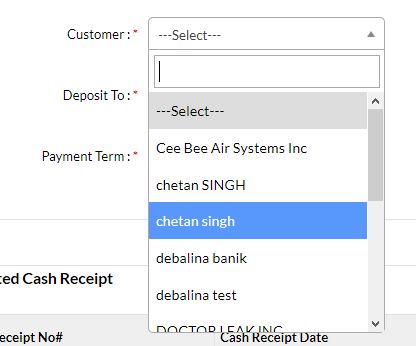 Customer : *
---Select---
Deposit To : *
---Select---
Payment Term : *
Cee Bee Air Systems Inc
chetan SINGH
chetan singh
debalina banik
debalina test
DOCTOR LEAK INC
ted Cash Receipt
eceipt No#
Cash Receipt Date